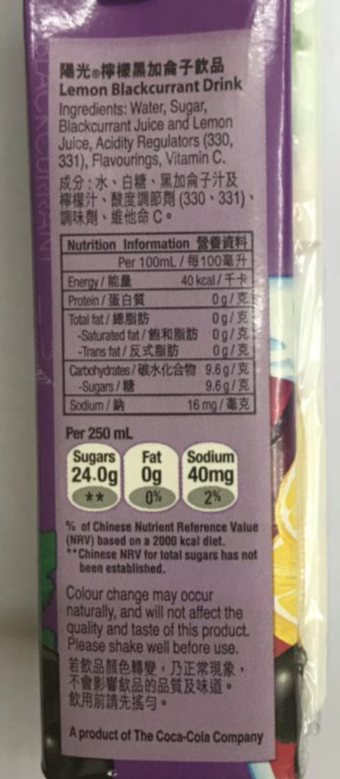 BLACKCURRANT
陽光®檸檬黑加侖子飲品
Lemon Blackcurrant Drink
Ingredients: Water, Sugar,
Blackcurrant Juice and Lemon
Juice, Acidity Regulators (330,
331), Flavourings, Vitamin C.
成分:水、白糖、黑加侖子汁及
檸檬汁、酸度調節劑 (330、331)、
調味劑、維他命 C。
Nutrition Information 營養資料
Per 100mL / 每100毫升
Energy / 能量 40 kcal / 千卡
Protein / 蛋白質 0 g / 克
Total fat / 總脂肪 0 g / 克
-Saturated fat / 飽和脂肪 0 g / 克
-Trans fat / 反式脂肪 0 g / 克
Carbohydrates / 碳水化合物 9.6 g / 克
-Sugars / 糖 9.6 g / 克
Sodium / 鈉 16 mg / 毫克
Per 250 mL
Sugars Fat Sodium
24.0g 0g 40mg
** 0% 2%
% of Chinese Nutrient Reference Value
(NRV) based on a 2000 kcal diet.
**Chinese NRV for total sugars has not
been established.
Colour change may occur
naturally, and will not affect the
quality and taste of this product.
Please shake well before use.
若飲品顏色轉變,乃正常現象,
不會影響飲品的品質及味道。
飲用前請先搖勻。
A product of The Coca-Cola Company